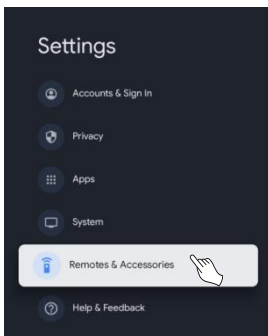 Settings
Accounts & Sign In
Privacy
Apps
System
Remotes & Accessories
Help & Feedback